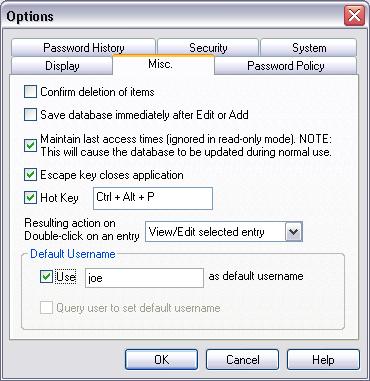 Options
Password History Security System
Display Misc. Password Policy
Confirm deletion of items
Save database immediately after Edit or Add
Maintain last access times (ignored in read-only mode). NOTE:
This will cause the database to be updated during normal use.
Escape key closes application
Hot Key Ctrl + Alt + P
Resulting action on
Double-click on an entry View/Edit selected entry
Default Username
Use joe as default username
Query user to set default username
OK Cancel Help